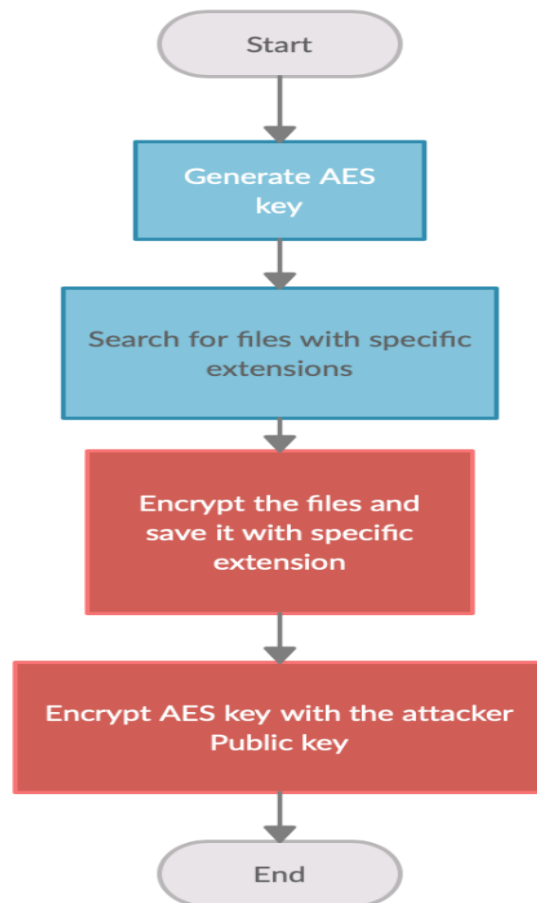 Start
Generate AES
key
Search for files with specific
extensions
Encrypt the files and
save it with specific
extension
Encrypt AES key with the attacker
Public key
End